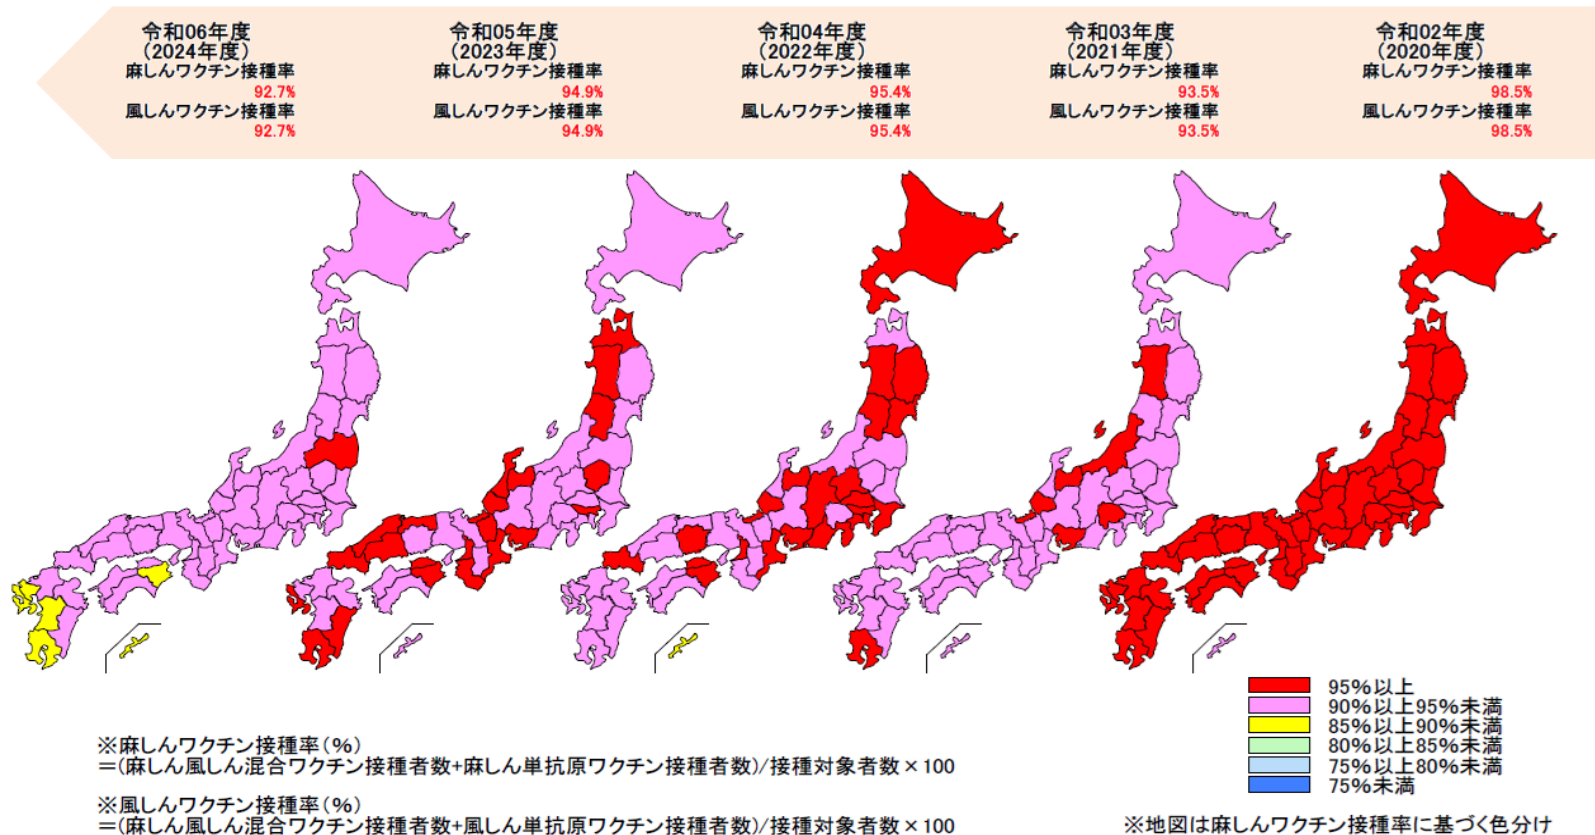 令和06年度
(2024年度)
麻しんワクチン接種率
92.7%
風しんワクチン接種率
92.7%
令和05年度
(2023年度)
麻しんワクチン接種率
94.9%
風しんワクチン接種率
94.9%
令和04年度
(2022年度)
麻しんワクチン接種率
95.4%
風しんワクチン接種率
95.4%
令和03年度
(2021年度)
麻しんワクチン接種率
93.5%
風しんワクチン接種率
93.5%
令和02年度
(2020年度)
麻しんワクチン接種率
98.5%
風しんワクチン接種率
98.5%
95%以上
90%以上95%未満
85%以上90%未満
80%以上85%未満
75%以上80%未満
75%未満
※麻しんワクチン接種率(%)
=(麻しん風しん混合ワクチン接種者数+麻しん単抗原ワクチン接種者数)/接種対象者数×100
※風しんワクチン接種率(%)
=(麻しん風しん混合ワクチン接種者数+風しん単抗原ワクチン接種者数)/接種対象者数×100
※地図は麻しんワクチン接種率に基づく色分け